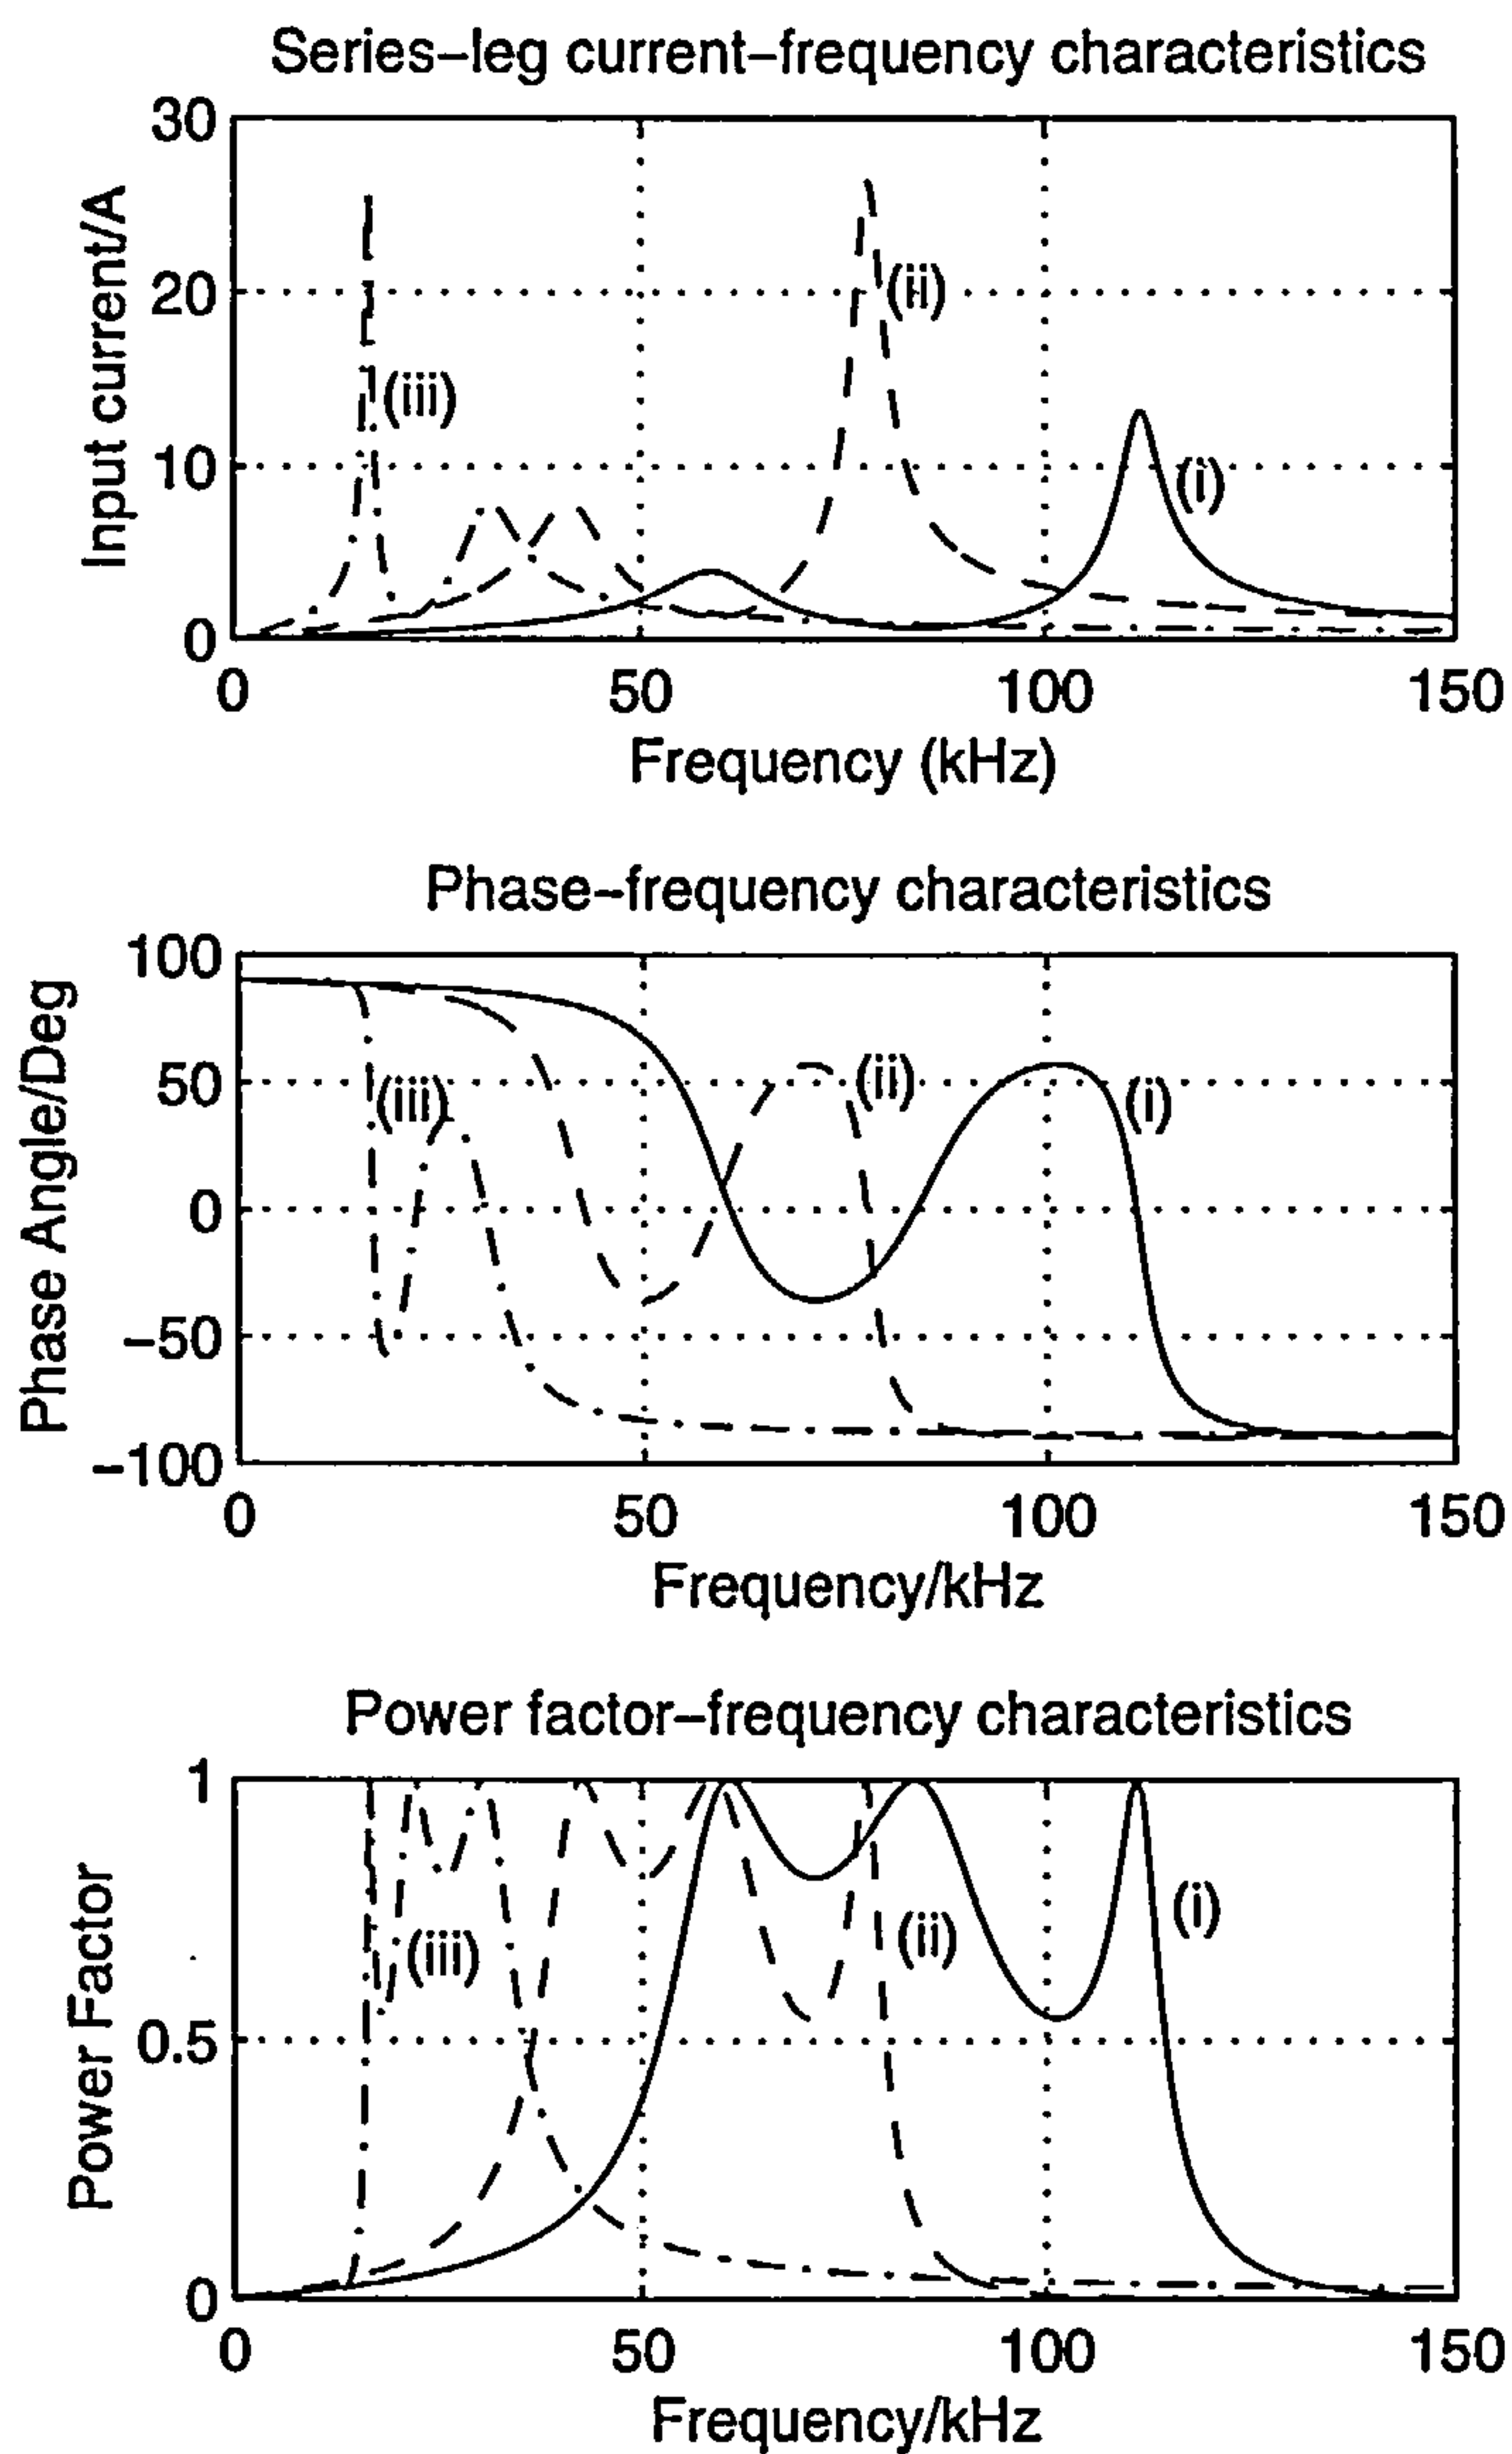 Series–leg current–frequency characteristics
30
20
10
0
Input current/A
(iii)
(ii)
(i)
0 50 100 150
Frequency (kHz)
Phase–frequency characteristics
100
50
0
−50
−100
Phase Angle/Deg
(iii)
(ii)
(i)
0 50 100 150
Frequency/kHz
Power factor–frequency characteristics
1
0.5
0
Power Factor
(iii)
(ii)
(i)
0 50 100 150
Frequency/kHz